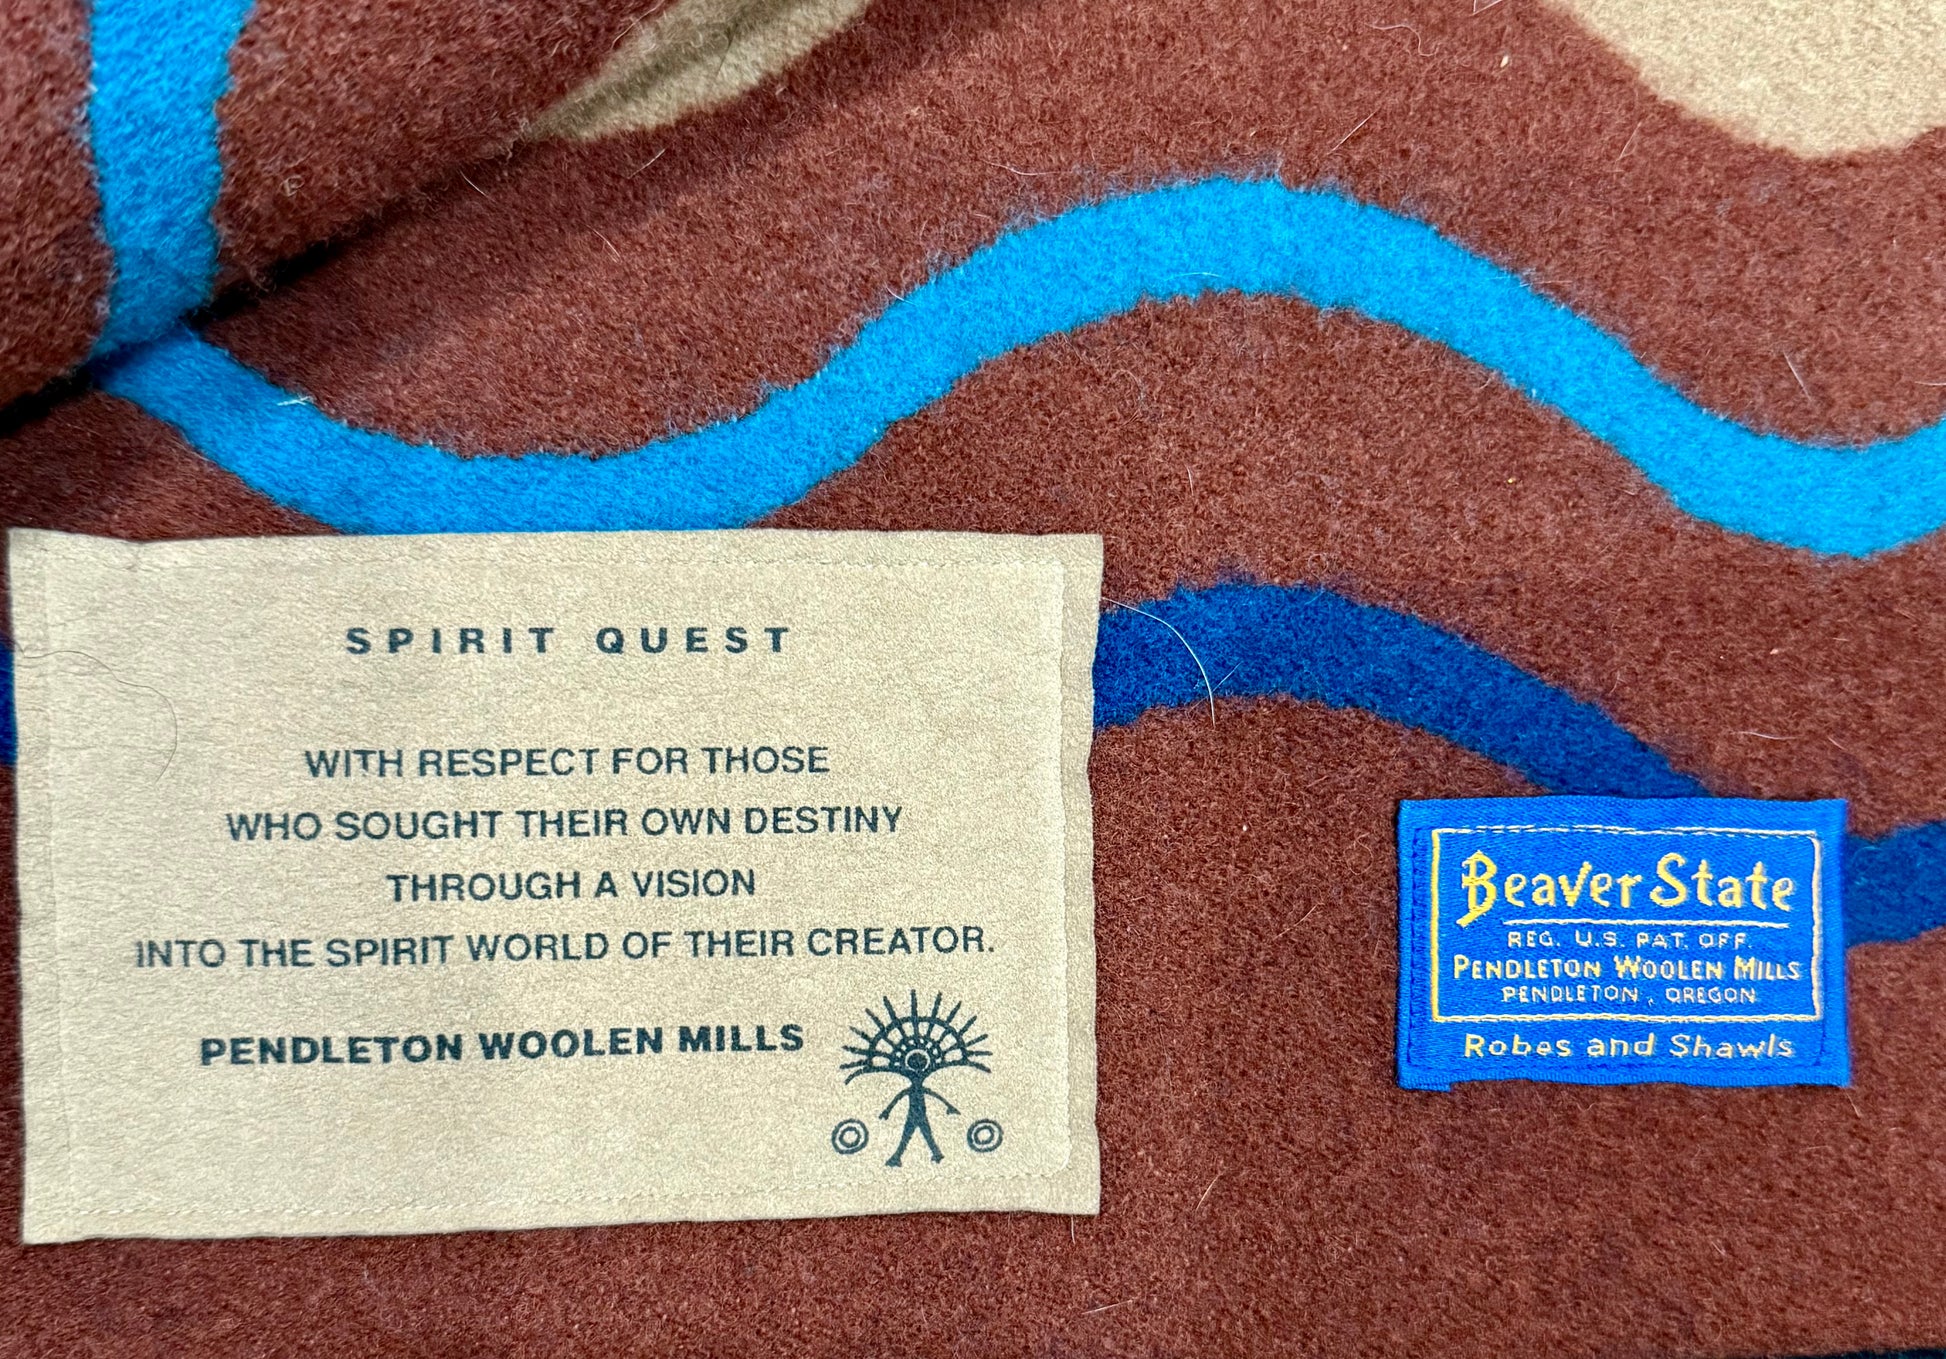 SPIRIT QUEST
WITH RESPECT FOR THOSE
WHO SOUGHT THEIR OWN DESTINY
THROUGH A VISION
INTO THE SPIRIT WORLD OF THEIR CREATOR.
PENDLETON WOOLEN MILLS
Beaver State
REG. U.S. PAT. OFF.
PENDLETON WOOLEN MILLS
PENDLETON, OREGON
Robes and Shawls